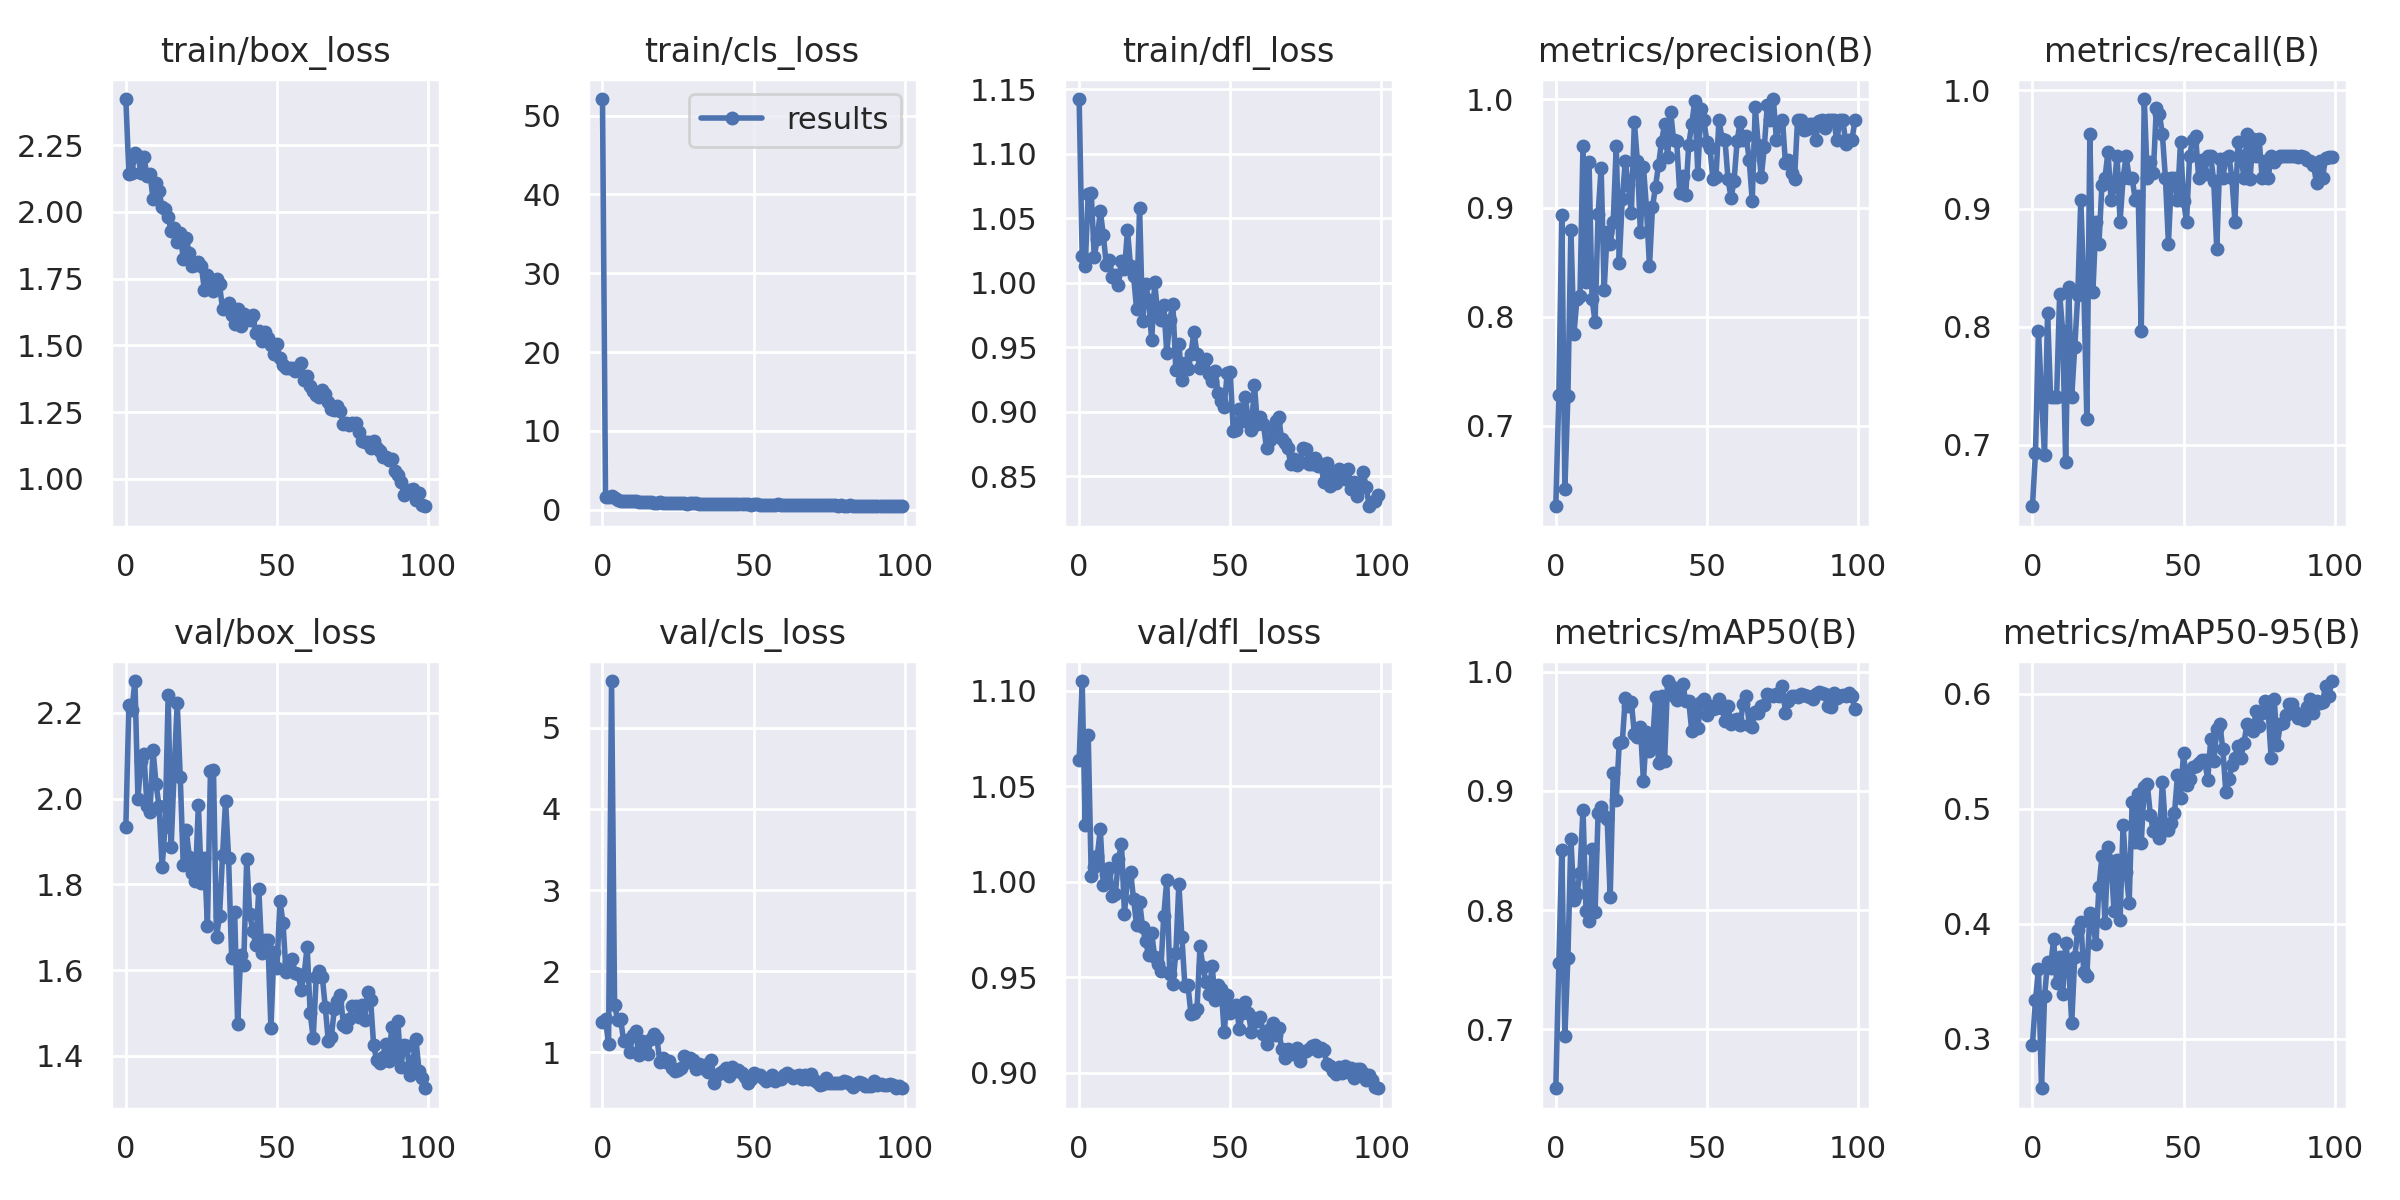 train/box_loss
train/cls_loss
train/dfl_loss
metrics/precision(B)
metrics/recall(B)
2.25
2.00
1.75
1.50
1.25
1.00
0 50 100
results
50
40
30
20
10
0
0 50 100
1.15
1.10
1.05
1.00
0.95
0.90
0.85
0 50 100
1.0
0.9
0.8
0.7
0 50 100
1.0
0.9
0.8
0.7
0 50 100
val/box_loss
val/cls_loss
val/dfl_loss
metrics/mAP50(B)
metrics/mAP50-95(B)
2.2
2.0
1.8
1.6
1.4
0 50 100
5
4
3
2
1
0 50 100
1.10
1.05
1.00
0.95
0.90
0 50 100
1.0
0.9
0.8
0.7
0 50 100
0.6
0.5
0.4
0.3
0 50 100